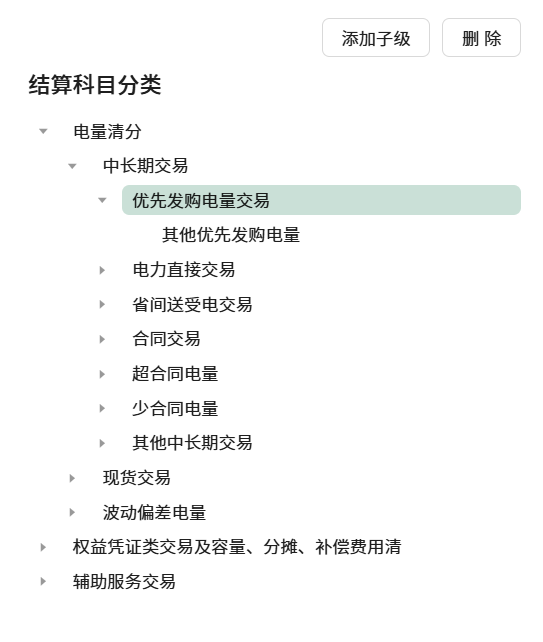 添加子级
删 除
结算科目分类
电量清分
中长期交易
优先发购电量交易
其他优先发购电量
电力直接交易
省间送受电交易
合同交易
超合同电量
少合同电量
其他中长期交易
现货交易
波动偏差电量
权益凭证类交易及容量、分摊、补偿费用清
辅助服务交易